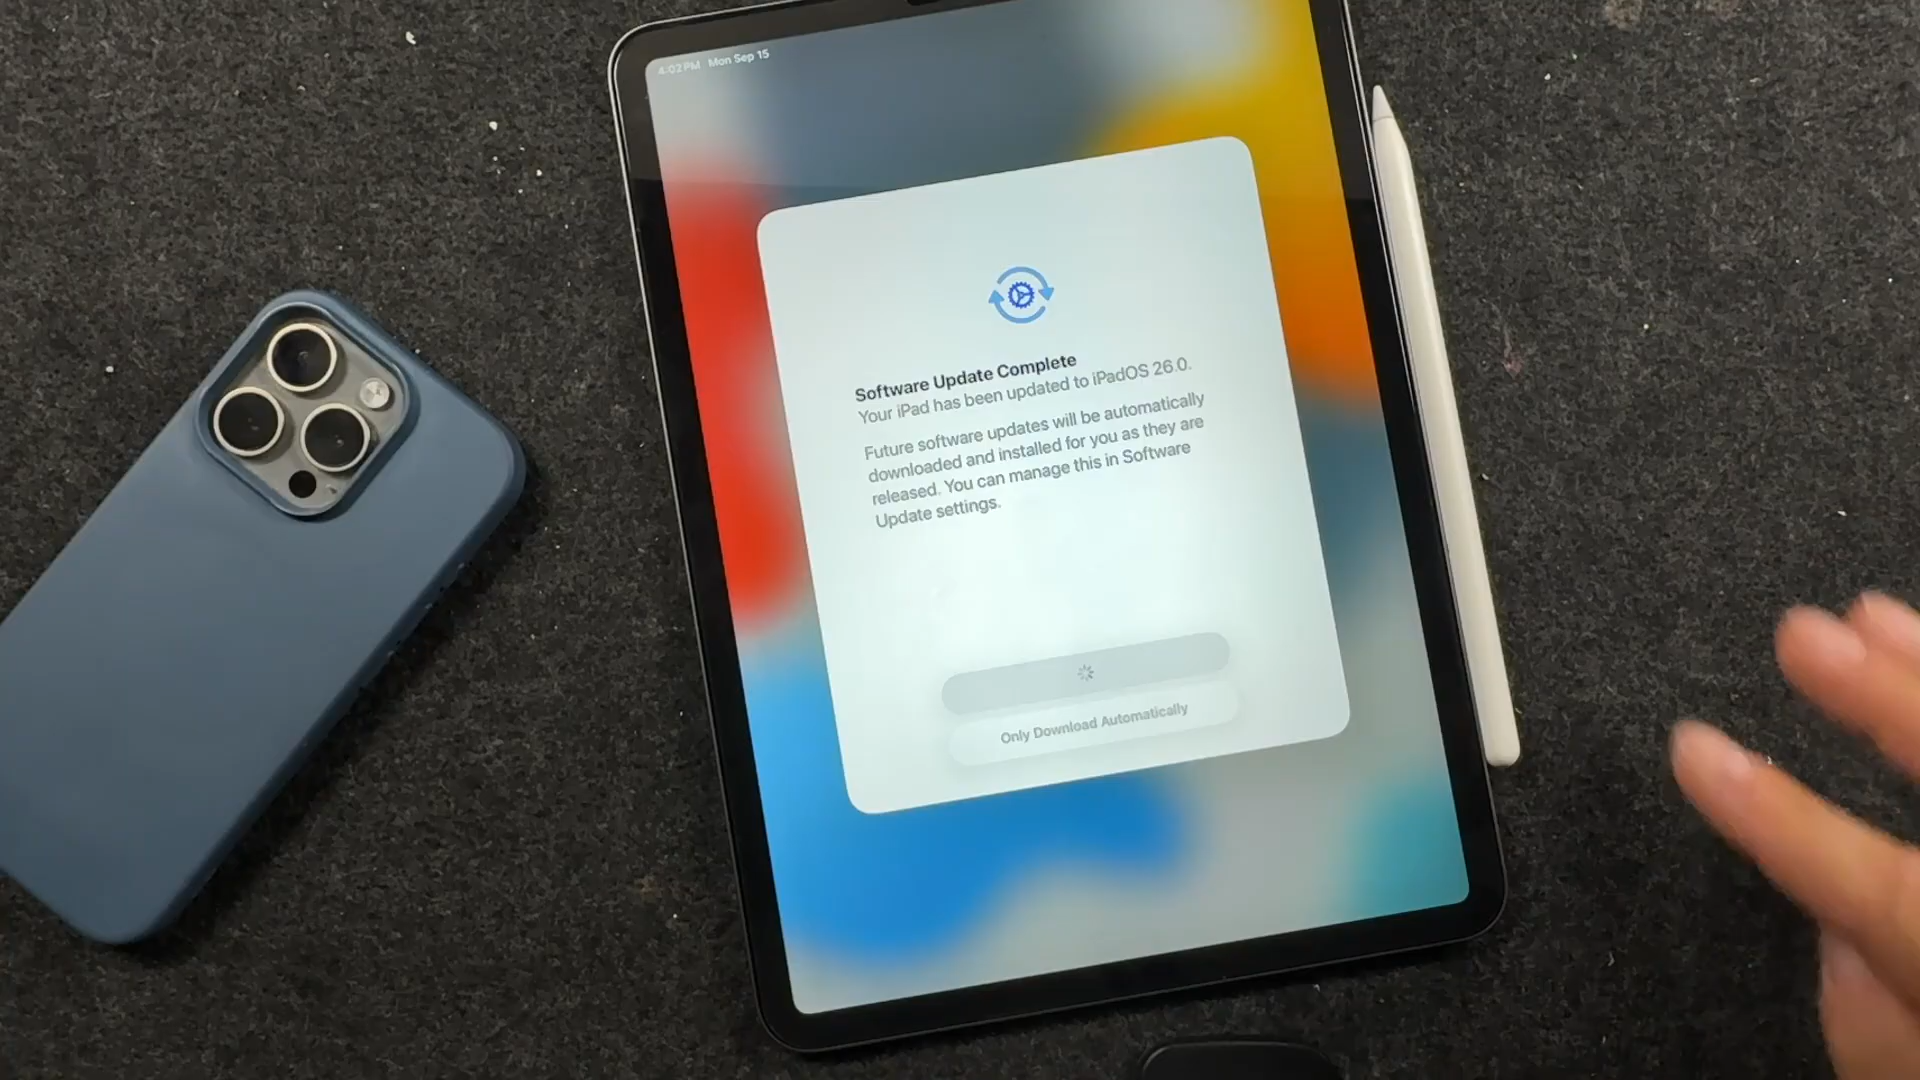 4:02 PM Mon Sep 15
Software Update Complete
Your iPad has been updated to iPadOS 26.0.
Future software updates will be automatically
downloaded and installed for you as they are
released. You can manage this in Software
Update settings.
Only Download Automatically